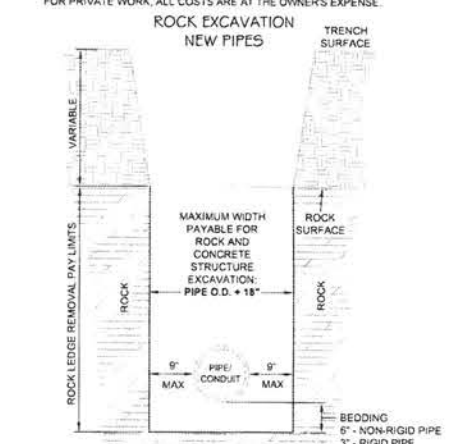 FOR PRIVATE WORK, ALL COSTS ARE AT THE OWNER'S EXPENSE.
ROCK EXCAVATION
NEW PIPES
TRENCH
SURFACE
VARIABLE
ROCK LEDGE REMOVAL PAY LIMITS
ROCK
MAXIMUM WIDTH
PAYABLE FOR
ROCK AND
CONCRETE
STRUCTURE
EXCAVATION:
PIPE O.D. + 18"
ROCK
SURFACE
ROCK
9"
MAX
PIPE/
CONDUIT
9"
MAX
BEDDING
6" - NON-RIGID PIPE
3" - RIGID PIPE